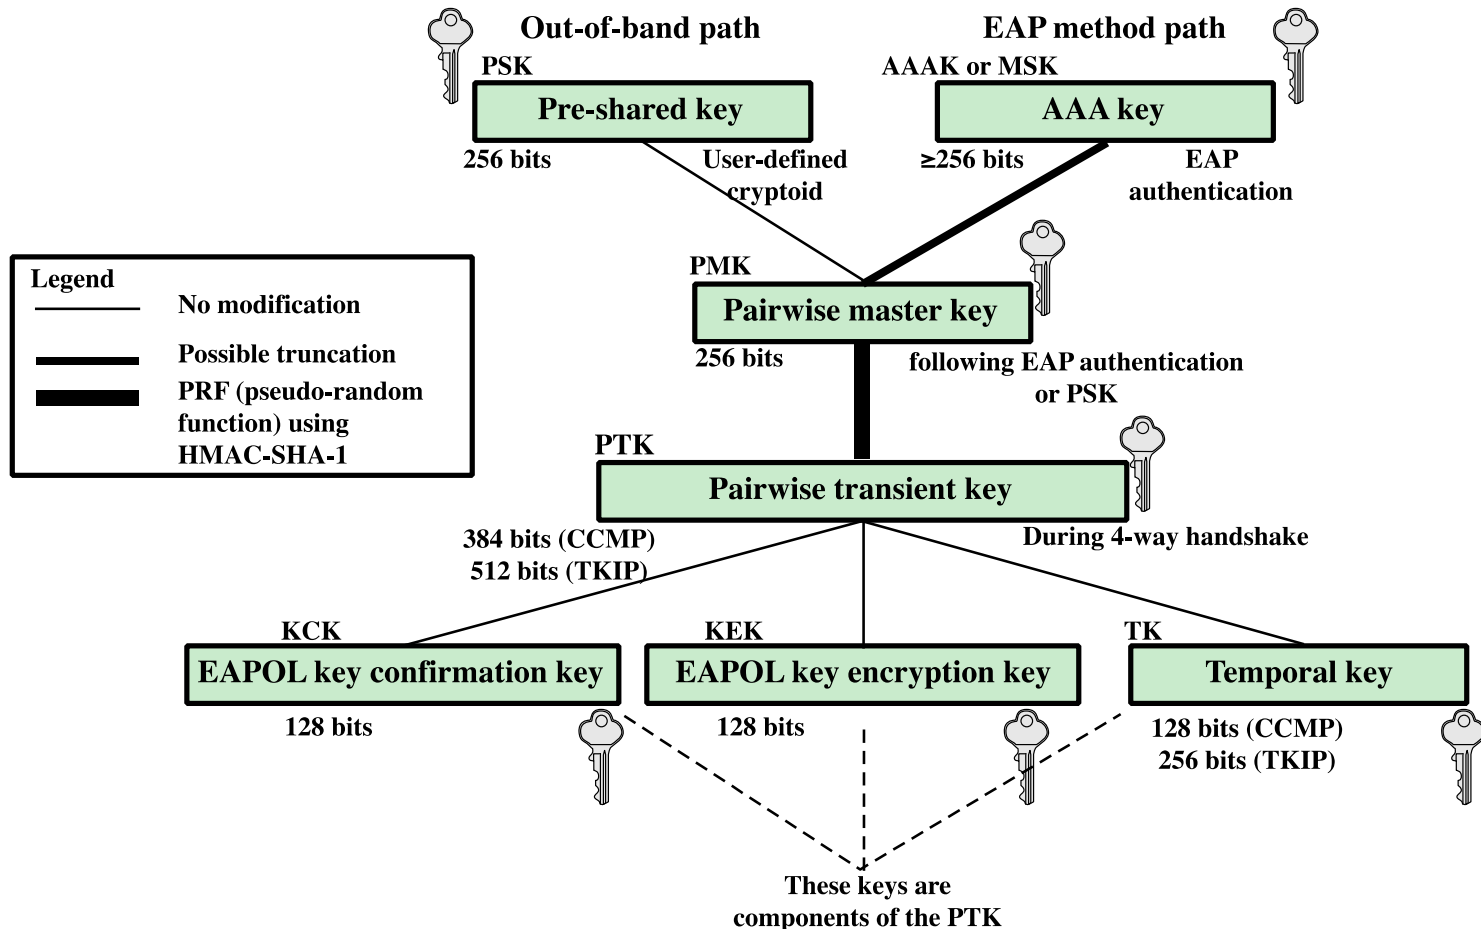 Out-of-band path
EAP method path
PSK
AAAK or MSK
Pre-shared key
AAA key
256 bits
User-defined
cryptoid
≥256 bits
EAP
authentication
PMK
Pairwise master key
256 bits
following EAP authentication
or PSK
Legend
No modification
Possible truncation
PRF (pseudo-random
function) using
HMAC-SHA-1
PTK
Pairwise transient key
384 bits (CCMP)
512 bits (TKIP)
During 4-way handshake
KCK
KEK
TK
EAPOL key confirmation key
EAPOL key encryption key
Temporal key
128 bits
128 bits
128 bits (CCMP)
256 bits (TKIP)
These keys are
components of the PTK